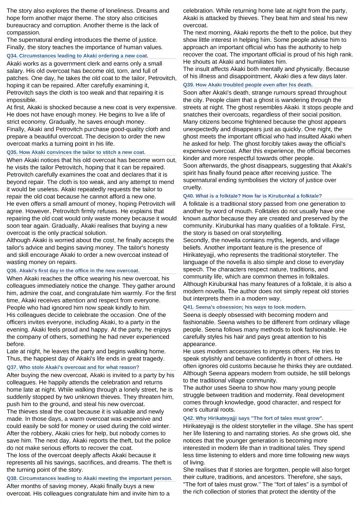 The story also explores the theme of loneliness. Dreams and
hope form another major theme. The story also criticises
bureaucracy and corruption. Another theme is the lack of
compassion.
The supernatural ending introduces the theme of justice.
Finally, the story teaches the importance of human values.
Q34. Circumstances leading to Akaki ordering a new coat.
Akaki works as a government clerk and earns only a small
salary. His old overcoat has become old, torn, and full of
patches. One day, he takes the old coat to the tailor, Petrovitch,
hoping it can be repaired. After carefully examining it,
Petrovitch says the cloth is too weak and that repairing it is
impossible.
At first, Akaki is shocked because a new coat is very expensive.
He does not have enough money. He begins to live a life of
strict economy. Gradually, he saves enough money.
Finally, Akaki and Petrovitch purchase good-quality cloth and
prepare a beautiful overcoat. The decision to order the new
overcoat marks a turning point in his life.
Q35. How Akaki convinces the tailor to stitch a new coat.
When Akaki notices that his old overcoat has become worn out,
he visits the tailor Petrovitch, hoping that it can be repaired.
Petrovitch carefully examines the coat and declares that it is
beyond repair. The cloth is too weak, and any attempt to mend
it would be useless. Akaki repeatedly requests the tailor to
repair the old coat because he cannot afford a new one.
He even offers a small amount of money, hoping Petrovitch will
agree. However, Petrovitch firmly refuses. He explains that
repairing the old coat would only waste money because it would
soon tear again. Gradually, Akaki realises that buying a new
overcoat is the only practical solution.
Although Akaki is worried about the cost, he finally accepts the
tailor's advice and begins saving money. The tailor's honesty
and skill encourage Akaki to order a new overcoat instead of
wasting money on repairs.
Q36. Akaki's first day in the office in the new overcoat.
When Akaki reaches the office wearing his new overcoat, his
colleagues immediately notice the change. They gather around
him, admire the coat, and congratulate him warmly. For the first
time, Akaki receives attention and respect from everyone.
People who had ignored him now speak kindly to him.
His colleagues decide to celebrate the occasion. One of the
officers invites everyone, including Akaki, to a party in the
evening. Akaki feels proud and happy. At the party, he enjoys
the company of others, something he had never experienced
before.
Late at night, he leaves the party and begins walking home.
Thus, the happiest day of Akaki's life ends in great tragedy.
Q37. Who stole Akaki's overcoat and for what reason?
After buying the new overcoat, Akaki is invited to a party by his
colleagues. He happily attends the celebration and returns
home late at night. While walking through a lonely street, he is
suddenly stopped by two unknown thieves. They threaten him,
push him to the ground, and steal his new overcoat.
The thieves steal the coat because it is valuable and newly
made. In those days, a warm overcoat was expensive and
could easily be sold for money or used during the cold winter.
After the robbery, Akaki cries for help, but nobody comes to
save him. The next day, Akaki reports the theft, but the police
do not make serious efforts to recover the coat.
The loss of the overcoat deeply affects Akaki because it
represents all his savings, sacrifices, and dreams. The theft is
the turning point of the story.
Q38. Circumstances leading to Akaki meeting the important person.
After months of saving money, Akaki finally buys a new
overcoat. His colleagues congratulate him and invite him to a
celebration. While returning home late at night from the party,
Akaki is attacked by thieves. They beat him and steal his new
overcoat.
The next morning, Akaki reports the theft to the police, but they
show little interest in helping him. Some people advise him to
approach an important official who has the authority to help
recover the coat. The important official is proud of his high rank.
He shouts at Akaki and humiliates him.
The insult affects Akaki both mentally and physically. Because
of his illness and disappointment, Akaki dies a few days later.
Q39. How Akaki troubled people even after his death.
Soon after Akaki's death, strange rumours spread throughout
the city. People claim that a ghost is wandering through the
streets at night. The ghost resembles Akaki. It stops people and
snatches their overcoats, regardless of their social position.
Many citizens become frightened because the ghost appears
unexpectedly and disappears just as quickly. One night, the
ghost meets the important official who had insulted Akaki when
he asked for help. The ghost forcibly takes away the official's
expensive overcoat. After this experience, the official becomes
kinder and more respectful towards other people.
Soon afterwards, the ghost disappears, suggesting that Akaki's
spirit has finally found peace after receiving justice. The
supernatural ending symbolises the victory of justice over
cruelty.
Q40. What is a folktale? How far is Kirubunkal a folktale?
A folktale is a traditional story passed from one generation to
another by word of mouth. Folktales do not usually have one
known author because they are created and preserved by the
community. Kirubunkal has many qualities of a folktale. First,
the story is based on oral storytelling.
Secondly, the novella contains myths, legends, and village
beliefs. Another important feature is the presence of
Hirikateyajji, who represents the traditional storyteller. The
language of the novella is also simple and close to everyday
speech. The characters respect nature, traditions, and
community life, which are common themes in folktales.
Although Kirubunkal has many features of a folktale, it is also a
modern novella. The author does not simply repeat old stories
but interprets them in a modern way.
Q41. Seena's obsession; his ways to look modern.
Seena is deeply obsessed with becoming modern and
fashionable. Seena wishes to be different from ordinary village
people. Seena follows many methods to look fashionable. He
carefully styles his hair and pays great attention to his
appearance.
He uses modern accessories to impress others. He tries to
speak stylishly and behave confidently in front of others. He
often ignores old customs because he thinks they are outdated.
Although Seena appears modern from outside, he still belongs
to the traditional village community.
The author uses Seena to show how many young people
struggle between tradition and modernity. Real development
comes through knowledge, good character, and respect for
one's cultural roots.
Q42. Why Hirikateyajji says "The fort of tales must grow".
Hirikateyajji is the oldest storyteller in the village. She has spent
her life listening to and narrating stories. As she grows old, she
notices that the younger generation is becoming more
interested in modern life than in traditional tales. They spend
less time listening to elders and more time following new ways
of living.
She realises that if stories are forgotten, people will also forget
their culture, traditions, and ancestors. Therefore, she says,
"The fort of tales must grow." The "fort of tales" is a symbol of
the rich collection of stories that protect the identity of the